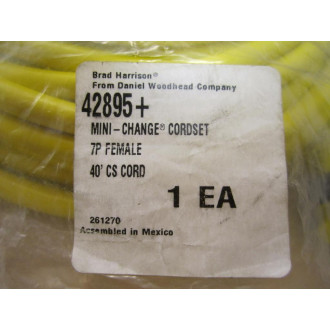 Brad Harrison®
From Daniel Woodhead Company
42895+
MINI-CHANGE® CORDSET
7P FEMALE
40' CS CORD
1 EA
261270
Assembled in Mexico